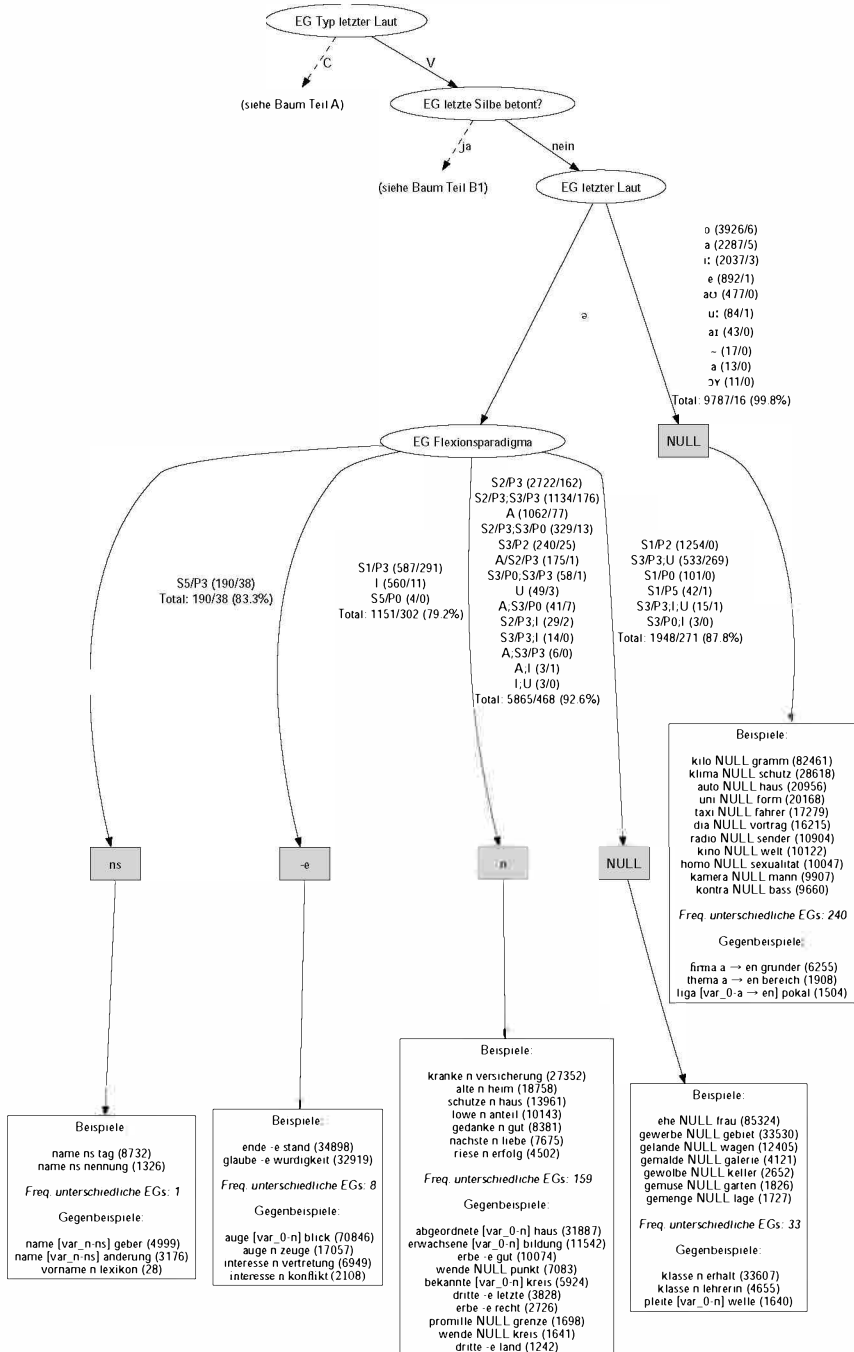 EG Typ letzter Laut
C
V
(siehe Baum Teil A)
EG letzte Silbe betont?
ja
nein
(siehe Baum Teil B1)
EG letzter Laut
ə
ɔ (3926/6)
a (2287/5)
ı: (2037/3)
e (892/1)
aʊ (477/0)
u: (84/1)
aɪ (43/0)
~ (17/0)
a (13/0)
ɔʏ (11/0)
Total: 9787/16 (99.8%)
EG Flexionsparadigma
NULL
S5/P3 (190/38)
Total: 190/38 (83.3%)
S1/P3 (587/291)
I (560/11)
S5/P0 (4/0)
Total: 1151/302 (79.2%)
S2/P3 (2722/162)
S2/P3;S3/P3 (1134/176)
A (1062/77)
S2/P3;S3/P0 (329/13)
S3/P2 (240/25)
A/S2/P3 (175/1)
S3/P0;S3/P3 (58/1)
U (49/3)
A;S3/P0 (41/7)
S2/P3;I (29/2)
S3/P3;I (14/0)
A;S3/P3 (6/0)
A;I (3/1)
I;U (3/0)
Total: 5865/468 (92.6%)
S1/P2 (1254/0)
S3/P3;U (533/269)
S1/P0 (101/0)
S1/P5 (42/1)
S3/P3;I;U (15/1)
S3/P0;I (3/0)
Total: 1948/271 (87.8%)
Beispiele:
kilo NULL gramm (82461)
klima NULL schutz (28618)
auto NULL haus (20956)
uni NULL form (20168)
taxi NULL fahrer (17279)
dia NULL vortrag (16215)
radio NULL sender (10904)
kino NULL welt (10122)
homo NULL sexualitat (10047)
kamera NULL mann (9907)
kontra NULL bass (9660)
Freq. unterschiedliche EGs: 240
Gegenbeispiele:
firma a → en grunder (6255)
thema a → en bereich (1908)
liga [var_0-a → en] pokal (1504)
ns
-e
n
NULL
Beispiele
name ns tag (8732)
name ns nennung (1326)
Freq. unterschiedliche EGs: 1
Gegenbeispiele:
name [var_n-ns] geber (4999)
name [var_n-ns] anderung (3176)
vorname n lexikon (28)
Beispiele:
ende -e stand (34898)
glaube -e wurdigkeit (32919)
Freq. unterschiedliche EGs: 8
Gegenbeispiele:
auge [var_0-n] blick (70846)
auge n zeuge (17057)
interesse n vertretung (6949)
interesse n konflikt (2108)
Beispiele:
kranke n versicherung (27352)
alte n heim (18758)
schutze n haus (13961)
lowe n anteil (10143)
gedanke n gut (8381)
nachste n liebe (7675)
riese n erfolg (4502)
Freq. unterschiedliche EGs: 159
Gegenbeispiele:
abgeordnete [var_0-n] haus (31887)
erwachsene [var_0-n] bildung (11542)
erbe -e gut (10074)
wende NULL punkt (7083)
bekannte [var_0-n] kreis (5924)
dritte -e letzte (3828)
erbe -e recht (2726)
promille NULL grenze (1698)
wende NULL kreis (1641)
dritte -e land (1242)
Beispiele:
ehe NULL frau (85324)
gewerbe NULL gebiet (33530)
gelande NULL wagen (12405)
gemalde NULL galerie (4121)
gewolbe NULL keller (2652)
gemuse NULL garten (1826)
gemenge NULL lage (1727)
Freq. unterschiedliche EGs: 33
Gegenbeispiele:
klasse n erhalt (33607)
klasse n lehrerin (4655)
pleite [var_0-n] welle (1640)